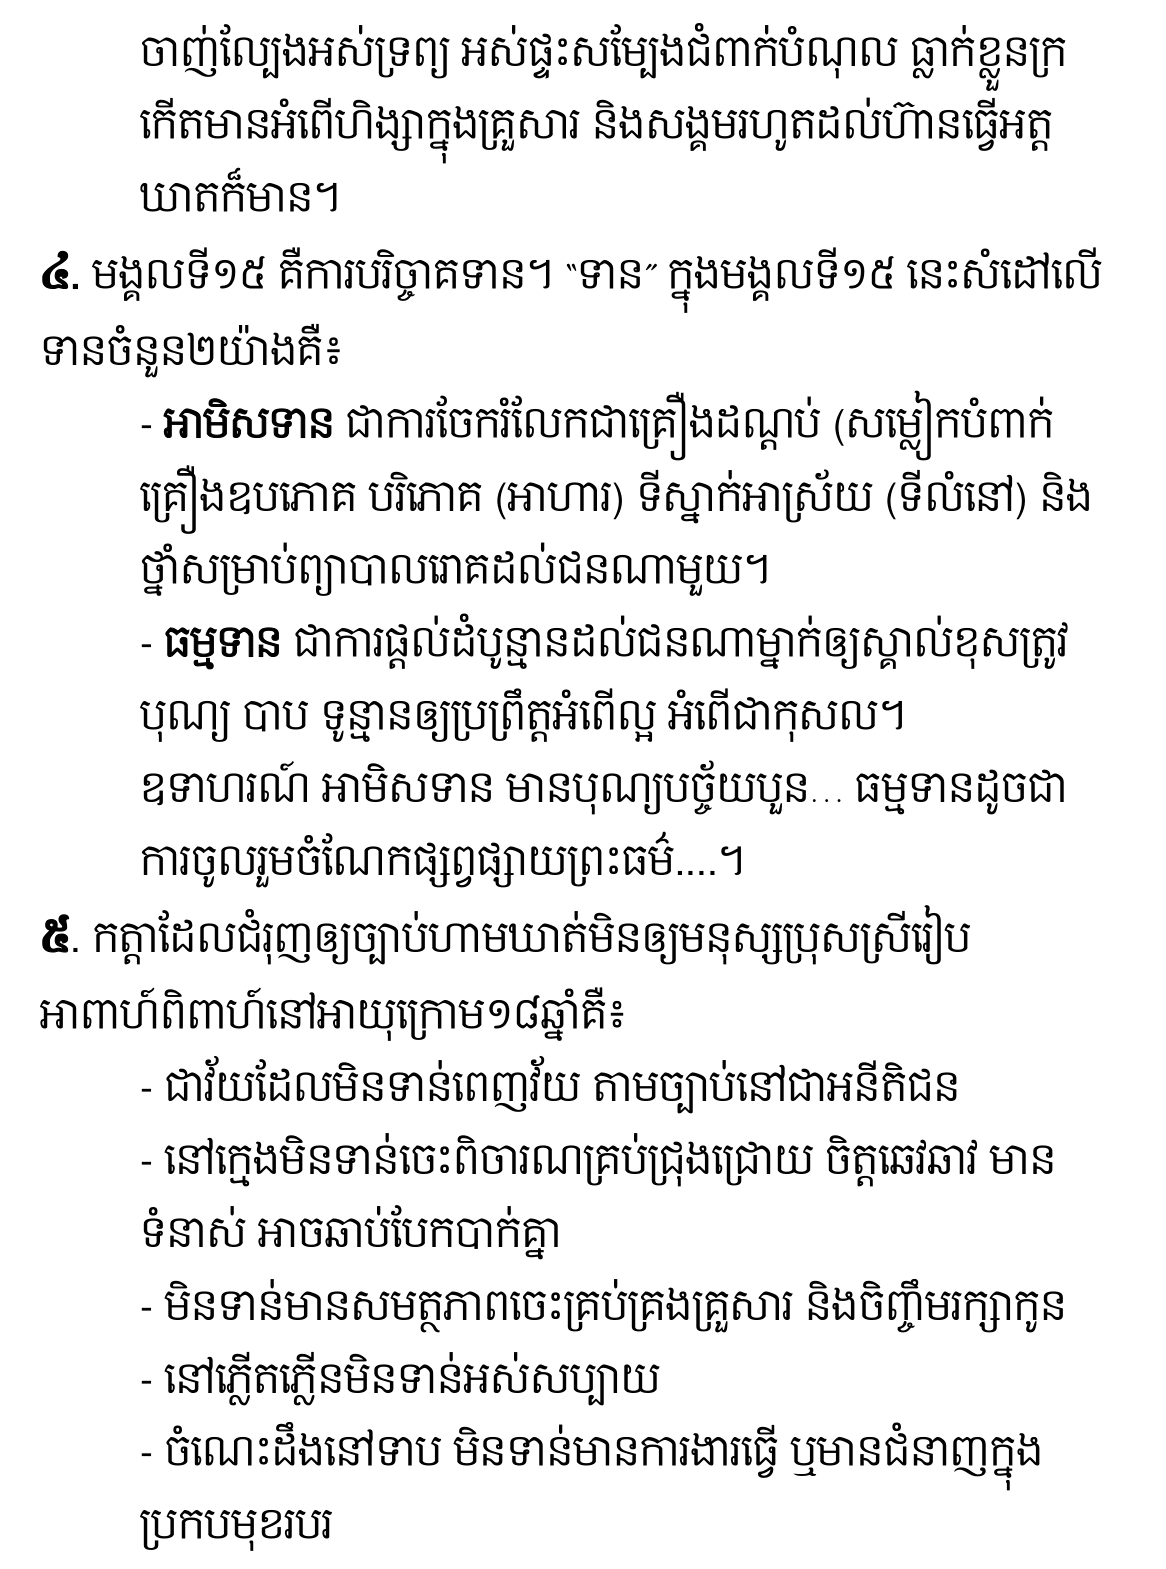 ចាញ់ល្បែងអស់ទ្រព្យ អស់ផ្ទះសម្បែងជំពាក់បំណុល ធ្លាក់ខ្លួនក្រ
កើតមានអំពើហិង្សាក្នុងគ្រួសារ និងសង្គមរហូតដល់ហ៊ានធ្វើអត្ត
ឃាតក៏មាន។
៤. មង្គលទី១៥ គឺការបរិច្ចាគទាន។ “ទាន” ក្នុងមង្គលទី១៥ នេះសំដៅលើ
ទានចំនួន២យ៉ាងគឺ៖
- អាមិសទាន ជាការចែករំលែកជាគ្រឿងដណ្តប់ (សម្លៀកបំពាក់
គ្រឿងឧបភោគ បរិភោគ (អាហារ) ទីស្នាក់អាស្រ័យ (ទីលំនៅ) និង
ថ្នាំសម្រាប់ព្យាបាលរោគដល់ជនណាមួយ។
- ធម្មទាន ជាការផ្តល់ដំបូន្មានដល់ជនណាម្នាក់ឲ្យស្គាល់ខុសត្រូវ
បុណ្យ បាប ទូន្មានឲ្យប្រព្រឹត្តអំពើល្អ អំពើជាកុសល។
ឧទាហរណ៍ អាមិសទាន មានបុណ្យបច្ច័យបួន... ធម្មទានដូចជា
ការចូលរួមចំណែកផ្សព្វផ្សាយព្រះធម៌....។
៥. កត្តាដែលជំរុញឲ្យច្បាប់ហាមឃាត់មិនឲ្យមនុស្សប្រុសស្រីរៀប
អាពាហ៍ពិពាហ៍នៅអាយុក្រោម១៨ឆ្នាំគឺ៖
- ជាវ័យដែលមិនទាន់ពេញវ័យ តាមច្បាប់នៅជាអនីតិជន
- នៅក្មេងមិនទាន់ចេះពិចារណគ្រប់ជ្រុងជ្រោយ ចិត្តឆេវឆាវ មាន
ទំនាស់ អាចឆាប់បែកបាក់គ្នា
- មិនទាន់មានសមត្ថភាពចេះគ្រប់គ្រងគ្រួសារ និងចិញ្ចឹមរក្សាកូន
- នៅភ្លើតភ្លើនមិនទាន់អស់សប្បាយ
- ចំណេះដឹងនៅទាប មិនទាន់មានការងារធ្វើ ឬមានជំនាញក្នុង
ប្រកបមុខរបរ